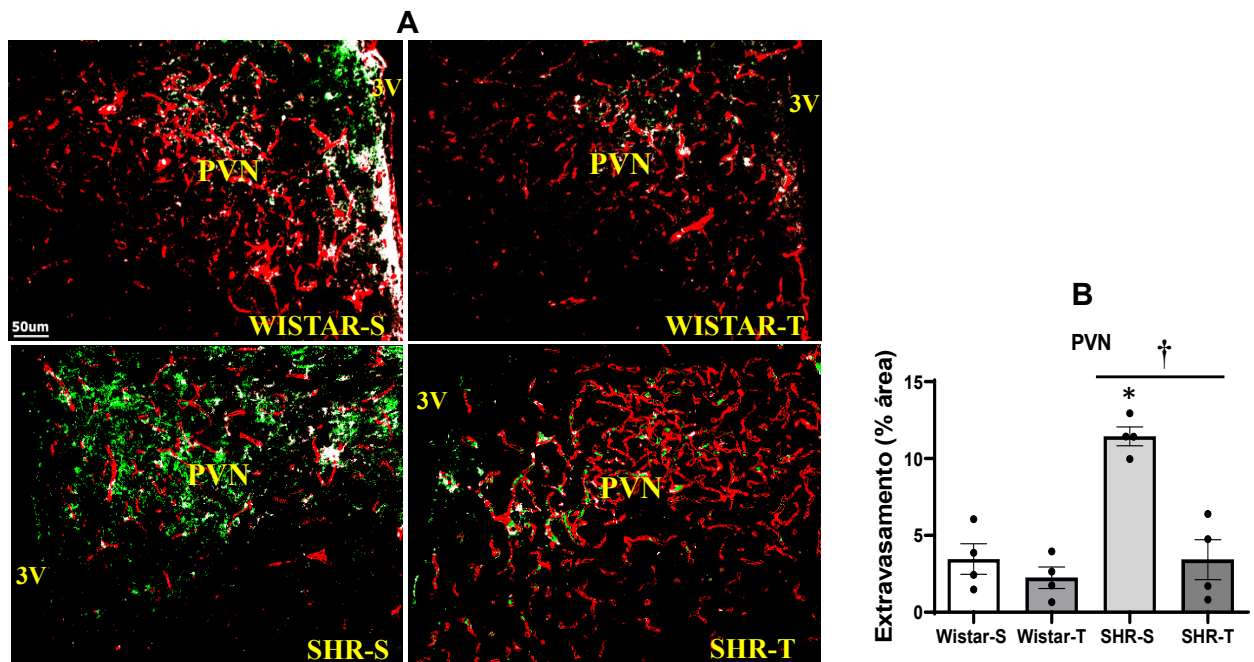 A
3V
PVN
50um
WISTAR-S
3V
PVN
WISTAR-T
PVN
3V
SHR-S
3V
PVN
SHR-T
B
PVN
†
*
Extravasamento (% área)
15
10
5
0
Wistar-S Wistar-T SHR-S SHR-T